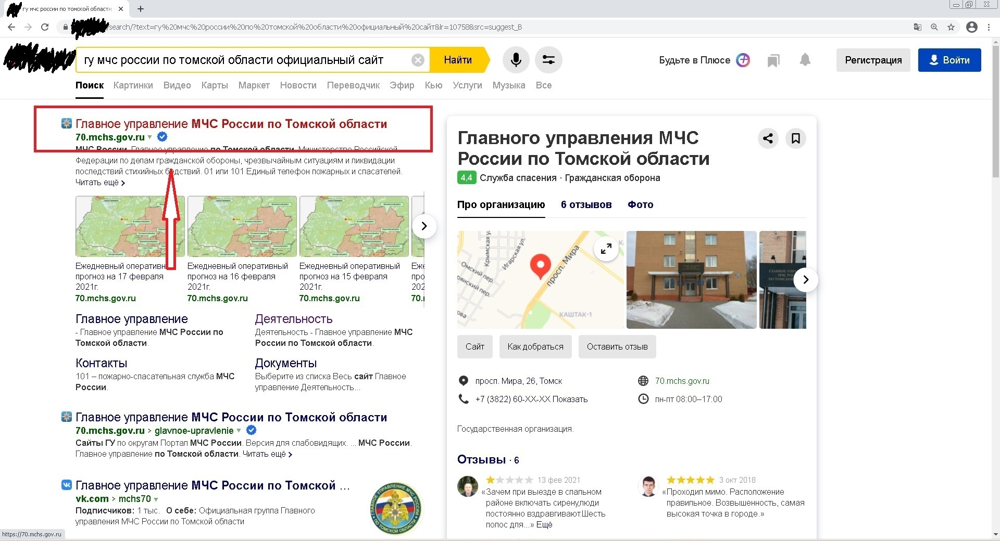 гу мчс россии по томской области
/search/?text=гу%20мчс%20россии%20по%20томской%20области%20официальный%20сайт&lr=10758&src=suggest_B
гу мчс россии по томской области официальный сайт
Найти
Будьте в Плюсе
Регистрация
Войти
Поиск Картинки Видео Карты Маркет Новости Переводчик Эфир Кью Услуги Музыка Все
Главное управление МЧС России по Томской области
70.mchs.gov.ru
МЧС России. Главное управление по Томской области. Министерство Российской
Федерации по делам гражданской обороны, чрезвычайным ситуациям и ликвидации
последствий стихийных бедствий. 01 или 101 Единый телефон пожарных и спасателей.
Читать ещё
Ежедневный оперативн
прогноз на 17 февраля
2021г.
70.mchs.gov.ru
Ежедневный оперативный
прогноз на 16 февраля
2021г.
70.mchs.gov.ru
Ежедневный оперативный
прогноз на 15 февраля
2021г.
70.mchs.gov.ru
Еже
про
202
70.
Главное управление
- Главное управление МЧС России по
Томской области.
Деятельность
Деятельность - Главное управление МЧС
России по Томской области.
Контакты
101 – пожарно-спасательная служба МЧС
России.
Документы
Выберите из списка Весь сайт Главное
управление Деятельность...
Главное управление МЧС России по Томской области
70.mchs.gov.ru › glavnoe-upravlenie
Сайты ГУ по округам Портал МЧС России. Версия для слабовидящих. ... МЧС России.
Главное управление по Томской области. Читать ещё
Главное управление МЧС России по Томской ...
vk.com › mchs70
Подписчиков: 1 тыс. О себе: Официальная группа Главного
управления МЧС России по Томской области
ГЛАВНОЕ УПРАВЛЕНИЕ МЧС РОССИИ
ПО ТОМСКОЙ ОБЛАСТИ
https://70.mchs.gov.ru
Главного управления МЧС
России по Томской области
4,4 Служба спасения · Гражданская оборона
Про организацию 6 отзывов Фото
Крымская ул
Игарская ул.
Омский пер.
рянский пер.
ова
просп. Мира
КАШТАК-1
Сайт
Как добраться
Оставить отзыв
просп. Мира, 26, Томск
70.mchs.gov.ru
+7 (3822) 60-XX-XX Показать
пн-пт 08:00–17:00
Государственная организация.
Отзывы · 6
13 фев 2021
«Зачем при выезде в спальном
районе включать сирену,люди
постоянно вздравгивают.Шесть
полос для...» Ещё
3 окт 2018
«Проходил мимо. Расположение
правильное. Возвышенность, самая
высокая точка в городе.»